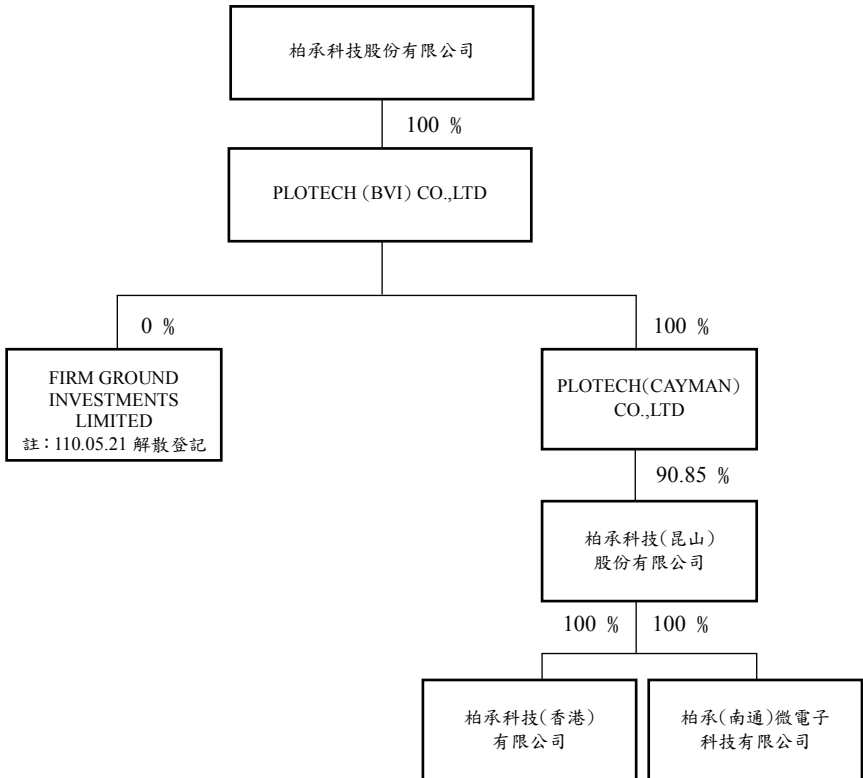 柏承科技股份有限公司
100 %
PLOTECH (BVI) CO.,LTD
0 %
100 %
FIRM GROUND
INVESTMENTS
LIMITED
註：110.05.21 解散登記
PLOTECH(CAYMAN)
CO.,LTD
90.85 %
柏承科技(昆山)
股份有限公司
100 %
100 %
柏承科技(香港)
有限公司
柏承(南通)微電子
科技有限公司